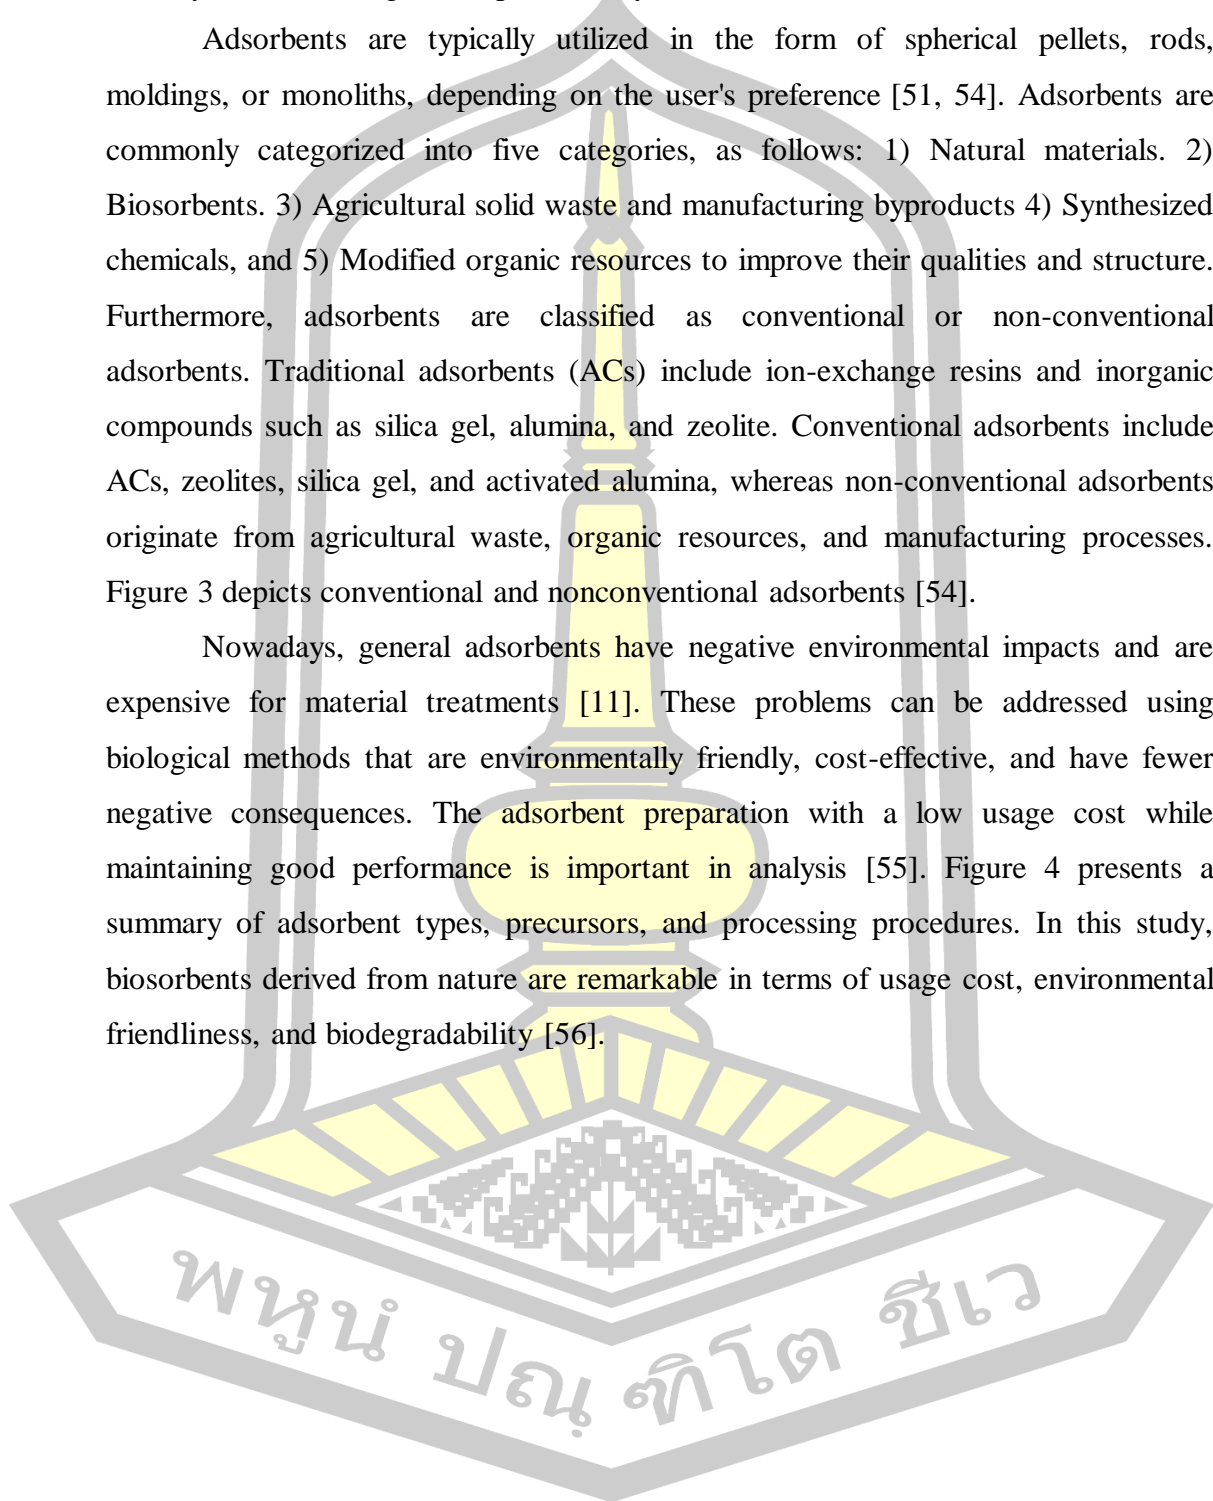 Adsorbents are typically utilized in the form of spherical pellets, rods,
moldings, or monoliths, depending on the user's preference [51, 54]. Adsorbents are
commonly categorized into five categories, as follows: 1) Natural materials. 2)
Biosorbents. 3) Agricultural solid waste and manufacturing byproducts 4) Synthesized
chemicals, and 5) Modified organic resources to improve their qualities and structure.
Furthermore, adsorbents are classified as conventional or non-conventional
adsorbents. Traditional adsorbents (ACs) include ion-exchange resins and inorganic
compounds such as silica gel, alumina, and zeolite. Conventional adsorbents include
ACs, zeolites, silica gel, and activated alumina, whereas non-conventional adsorbents
originate from agricultural waste, organic resources, and manufacturing processes.
Figure 3 depicts conventional and nonconventional adsorbents [54].
Nowadays, general adsorbents have negative environmental impacts and are
expensive for material treatments [11]. These problems can be addressed using
biological methods that are environmentally friendly, cost-effective, and have fewer
negative consequences. The adsorbent preparation with a low usage cost while
maintaining good performance is important in analysis [55]. Figure 4 presents a
summary of adsorbent types, precursors, and processing procedures. In this study,
biosorbents derived from nature are remarkable in terms of usage cost, environmental
friendliness, and biodegradability [56].
พหูนํ ปณฺฑิโต ชีเว